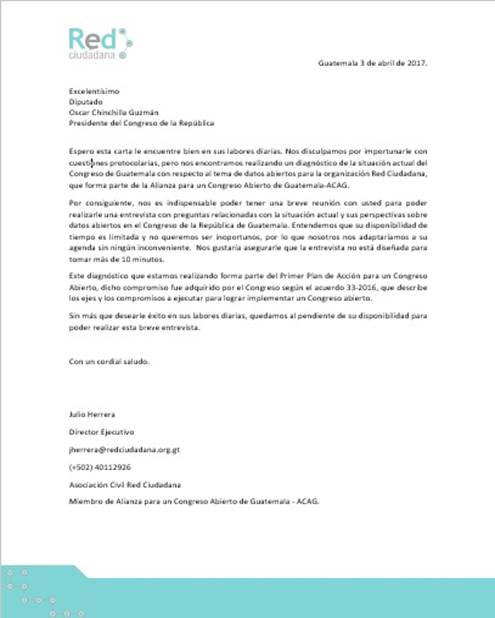 Red
ciudadana
Guatemala 3 de abril de 2017.
Excelentísimo
Diputado
Oscar Chinchilla Guzmán
Presidente del Congreso de la República
Espero esta carta le encuentre bien en sus labores diarias. Nos disculpamos por importunarle con
cuestiones protocolarias, pero nos encontramos realizando un diagnóstico de la situación actual del
Congreso de Guatemala con respecto al tema de datos abiertos para la organización Red Ciudadana,
que forma parte de la Alianza para un Congreso Abierto de Guatemala-ACAG.
Por consiguiente, nos es indispensable poder tener una breve reunión con usted para poder
realizarle una entrevista con preguntas relacionadas con la situación actual y sus perspectivas sobre
datos abiertos en el Congreso de la República de Guatemala. Entendemos que su disponibilidad de
tiempo es limitada y no queremos ser inoportunos, por lo que nosotros nos adaptaríamos a su
agenda sin ningún inconveniente. Nos gustaría asegurarle que la entrevista no está diseñada para
tomar más de 10 minutos.
Este diagnóstico que estamos realizando forma parte del Primer Plan de Acción para un Congreso
Abierto, dicho compromiso fue adquirido por el Congreso según el acuerdo 33-2016, que describe
los ejes y los compromisos a ejecutar para lograr implementar un Congreso abierto.
Sin más que desearle éxito en sus labores diarias, quedamos al pendiente de su disponibilidad para
poder realizar esta breve entrevista.
Con un cordial saludo.
Julio Herrera
Director Ejecutivo
jherrera@redciudadana.org.gt
(+502) 40112926
Asociación Civil Red Ciudadana
Miembro de Alianza para un Congreso Abierto de Guatemala - ACAG.